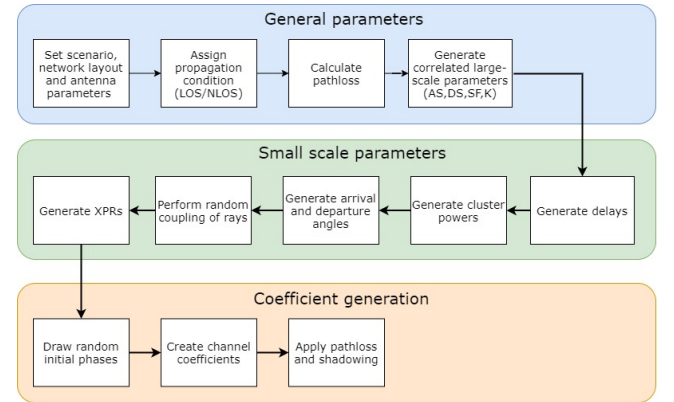 General parameters
Set scenario,
network layout
and antenna
parameters
Assign
propagation
condition
(LOS/NLOS)
Calculate
pathloss
Generate
correlated large-
scale parameters
(AS,DS,SF,K)
Small scale parameters
Generate XPRs
Perform random
coupling of rays
Generate arrival
and departure
angles
Generate cluster
powers
Generate delays
Coefficient generation
Draw random
initial phases
Create channel
coefficients
Apply pathloss
and shadowing